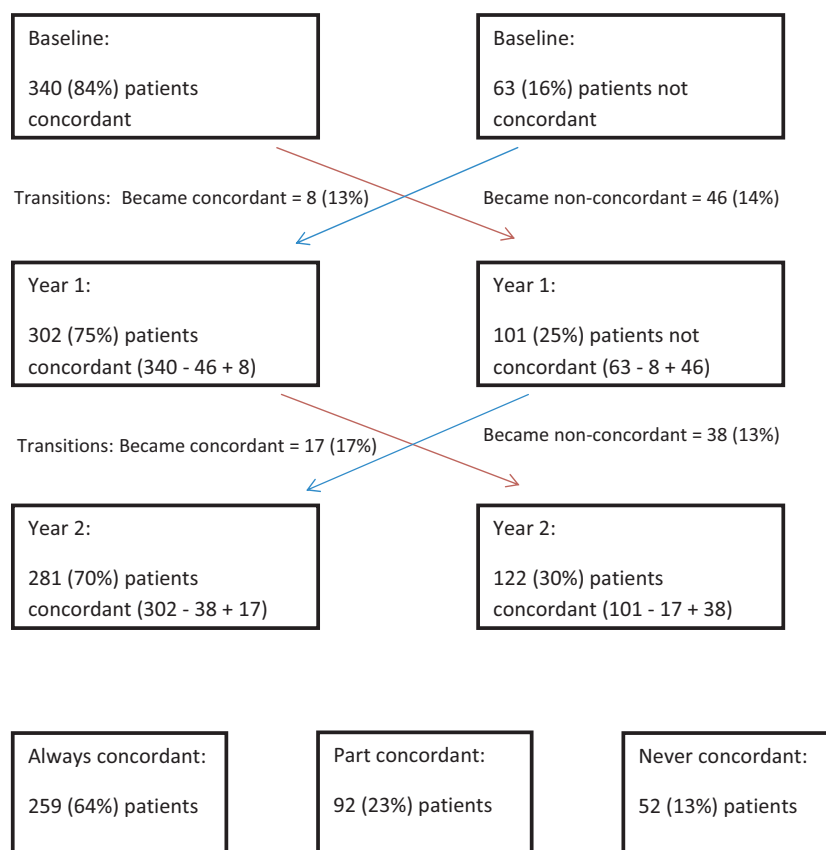 Baseline:
340 (84%) patients
concordant
Baseline:
63 (16%) patients not
concordant
Transitions: Became concordant = 8 (13%)
Became non-concordant = 46 (14%)
Year 1:
302 (75%) patients
concordant (340 - 46 + 8)
Year 1:
101 (25%) patients not
concordant (63 - 8 + 46)
Transitions: Became concordant = 17 (17%)
Became non-concordant = 38 (13%)
Year 2:
281 (70%) patients
concordant (302 - 38 + 17)
Year 2:
122 (30%) patients
concordant (101 - 17 + 38)
Always concordant:
259 (64%) patients
Part concordant:
92 (23%) patients
Never concordant:
52 (13%) patients